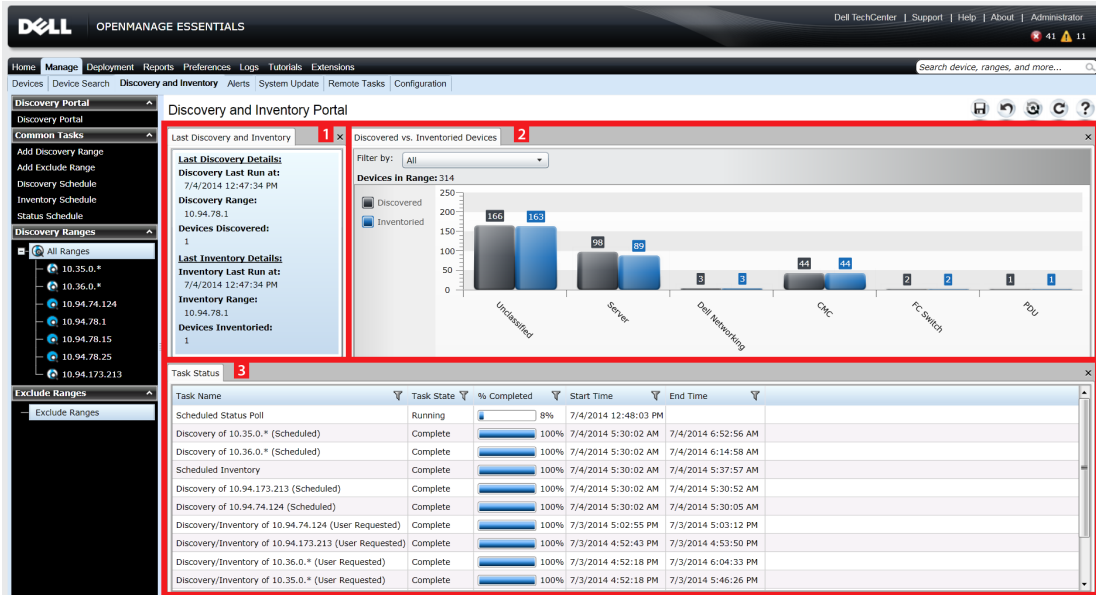 DELL OPENMANAGE ESSENTIALS
Dell TechCenter | Support | Help | About | Administrator
41 11
Home Manage Deployment Reports Preferences Logs Tutorials Extensions
Search device, ranges, and more...
Devices Device Search Discovery and Inventory Alerts System Update Remote Tasks Configuration
Discovery Portal
Discovery Portal
Common Tasks
Add Discovery Range
Add Exclude Range
Discovery Schedule
Inventory Schedule
Status Schedule
Discovery Ranges
All Ranges
10.35.0.*
10.36.0.*
10.94.74.124
10.94.78.1
10.94.78.15
10.94.78.25
10.94.173.213
Exclude Ranges
Exclude Ranges
Discovery and Inventory Portal
?
Last Discovery and Inventory 1 ×
Last Discovery Details:
Discovery Last Run at:
7/4/2014 12:47:34 PM
Discovery Range:
10.94.78.1
Devices Discovered:
1
Last Inventory Details:
Inventory Last Run at:
7/4/2014 12:47:34 PM
Inventory Range:
10.94.78.1
Devices Inventoried:
1
Discovered vs. Inventoried Devices 2 ×
Filter by: All
Devices in Range: 314
Discovered
Inventoried
250
200
150
100
50
0
166 163
98 89
3 3
44 44
2 2
1 1
Unclassified
Server
Dell Networking
CMC
FC Switch
PDU
Task Status 3 ×
Task Name Task State % Completed Start Time End Time
Scheduled Status Poll Running 8% 7/4/2014 12:48:03 PM
Discovery of 10.35.0.* (Scheduled) Complete 100% 7/4/2014 5:30:02 AM 7/4/2014 6:52:56 AM
Discovery of 10.36.0.* (Scheduled) Complete 100% 7/4/2014 5:30:02 AM 7/4/2014 6:14:58 AM
Scheduled Inventory Complete 100% 7/4/2014 5:30:02 AM 7/4/2014 5:37:57 AM
Discovery of 10.94.173.213 (Scheduled) Complete 100% 7/4/2014 5:30:02 AM 7/4/2014 5:30:52 AM
Discovery of 10.94.74.124 (Scheduled) Complete 100% 7/4/2014 5:30:02 AM 7/4/2014 5:30:05 AM
Discovery/Inventory of 10.94.74.124 (User Requested) Complete 100% 7/3/2014 5:02:55 PM 7/3/2014 5:03:12 PM
Discovery/Inventory of 10.94.173.213 (User Requested) Complete 100% 7/3/2014 4:52:43 PM 7/3/2014 4:53:50 PM
Discovery/Inventory of 10.36.0.* (User Requested) Complete 100% 7/3/2014 4:52:18 PM 7/3/2014 6:04:33 PM
Discovery/Inventory of 10.35.0.* (User Requested) Complete 100% 7/3/2014 4:52:18 PM 7/3/2014 5:46:26 PM